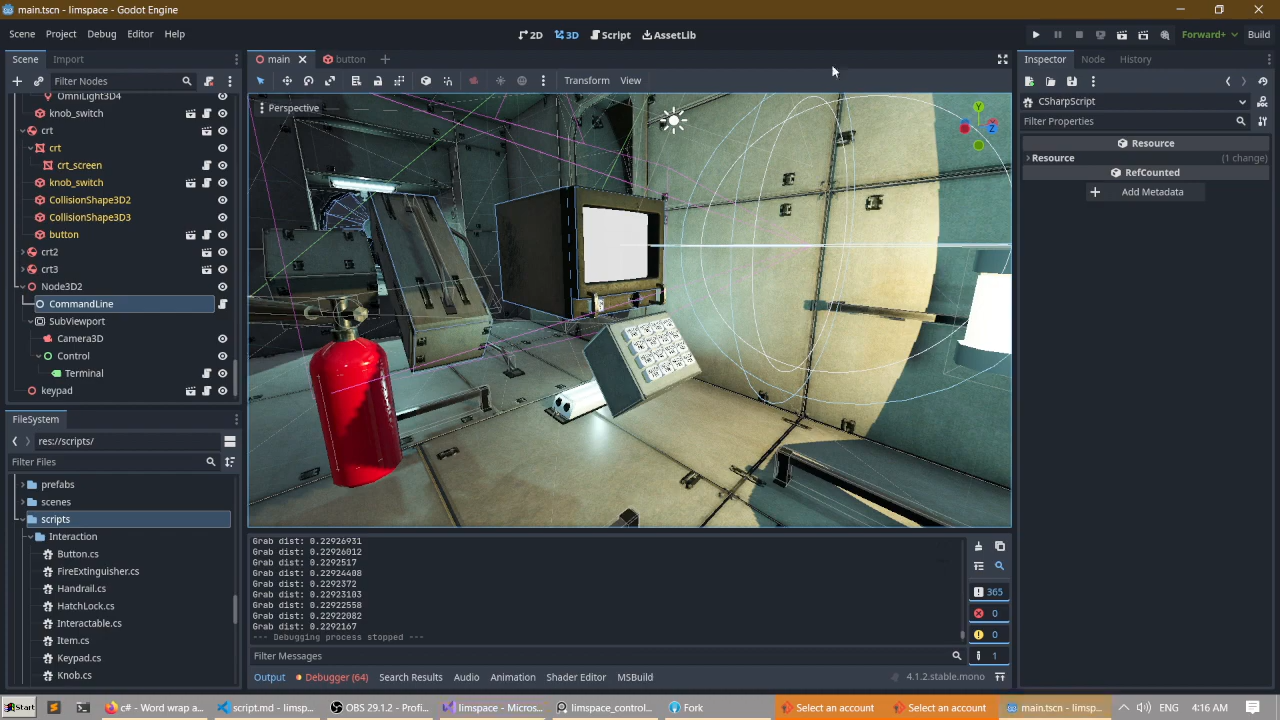 main.tscn - limspace - Godot Engine
Scene Project Debug Editor Help
2D 3D Script AssetLib
Forward+ Build
Scene Import
main button
Inspector Node History
Filter Nodes
Transform View
OmniLight3D4
knob_switch
crt
crt
crt_screen
knob_switch
CollisionShape3D2
CollisionShape3D3
button
crt2
crt3
Node3D2
CommandLine
SubViewport
Camera3D
Control
Terminal
keypad
Perspective
Y
Z
CSharpScript
Filter Properties
Resource
Resource (1 change)
RefCounted
Add Metadata
FileSystem
res://scripts/
Filter Files
prefabs
scenes
scripts
Interaction
Button.cs
FireExtinguisher.cs
Handrail.cs
HatchLock.cs
Interactable.cs
Item.cs
Keypad.cs
Knob.cs
Grab dist: 0.22926931
Grab dist: 0.22926012
Grab dist: 0.2292517
Grab dist: 0.22924408
Grab dist: 0.2292372
Grab dist: 0.22923103
Grab dist: 0.22922558
Grab dist: 0.22922082
Grab dist: 0.2292167
--- Debugging process stopped ---
365
0
0
1
Filter Messages
Output Debugger (64) Search Results Audio Animation Shader Editor MSBuild
4.1.2.stable.mono
Start
c# - Word wrap a...
script.md - limsp...
OBS 29.1.2 - Profi...
limspace - Micros...
limspace_control...
Fork
Select an account
Select an account
main.tscn - limsp...
ENG 4:16 AM